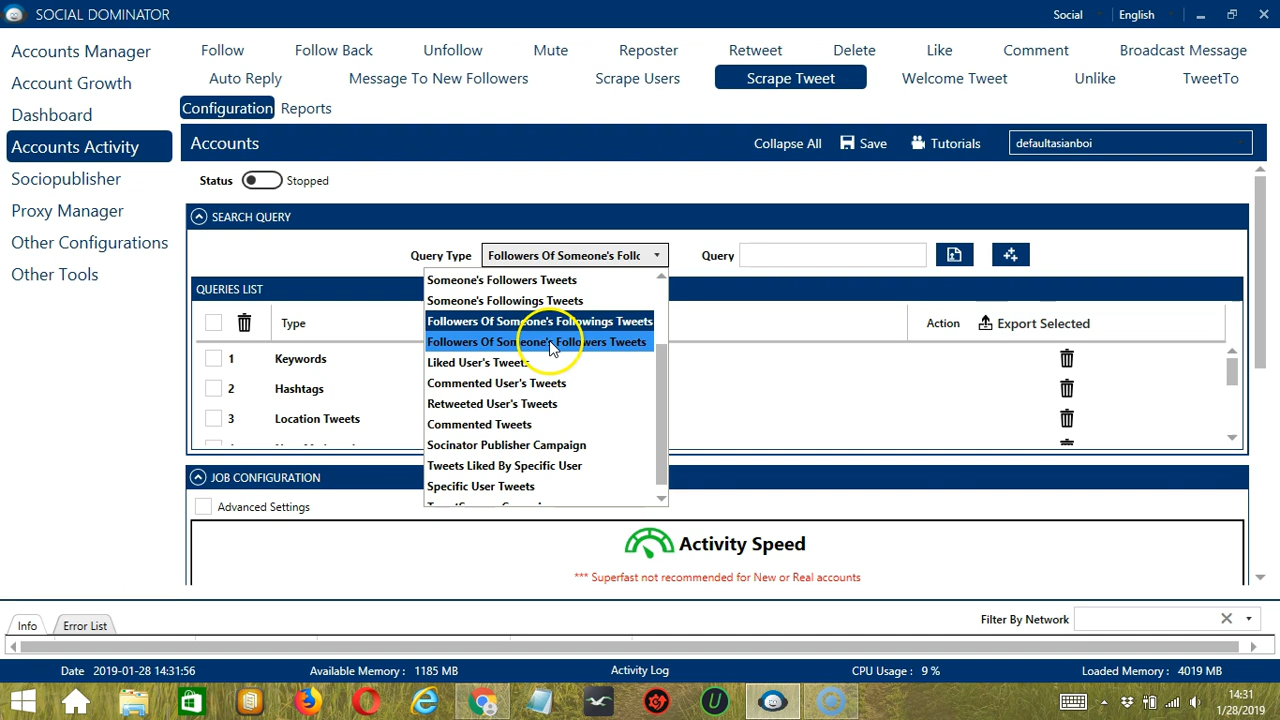 SOCIAL DOMINATOR
Social
English
Accounts Manager
Account Growth
Dashboard
Accounts Activity
Sociopublisher
Proxy Manager
Other Configurations
Other Tools
Follow
Follow Back
Unfollow
Mute
Reposter
Retweet
Delete
Like
Comment
Broadcast Message
Auto Reply
Message To New Followers
Scrape Users
Scrape Tweet
Welcome Tweet
Unlike
TweetTo
Configuration
Reports
Accounts
Collapse All
Save
Tutorials
defaultasianboi
Status
Stopped
SEARCH QUERY
Query Type
Followers Of Someone's Follc
Query
Someone's Followers Tweets
Someone's Followings Tweets
Followers Of Someone's Followings Tweets
Followers Of Someone's Followers Tweets
Liked User's Tweets
Commented User's Tweets
Retweeted User's Tweets
Commented Tweets
Socinator Publisher Campaign
Tweets Liked By Specific User
Specific User Tweets
QUERIES LIST
Type
Action
Export Selected
1 Keywords
2 Hashtags
3 Location Tweets
JOB CONFIGURATION
Advanced Settings
Activity Speed
*** Superfast not recommended for New or Real accounts
Info
Error List
Filter By Network
Date 2019-01-28 14:31:56
Available Memory : 1185 MB
Activity Log
CPU Usage : 9 %
Loaded Memory : 4019 MB
14:31
1/28/2019